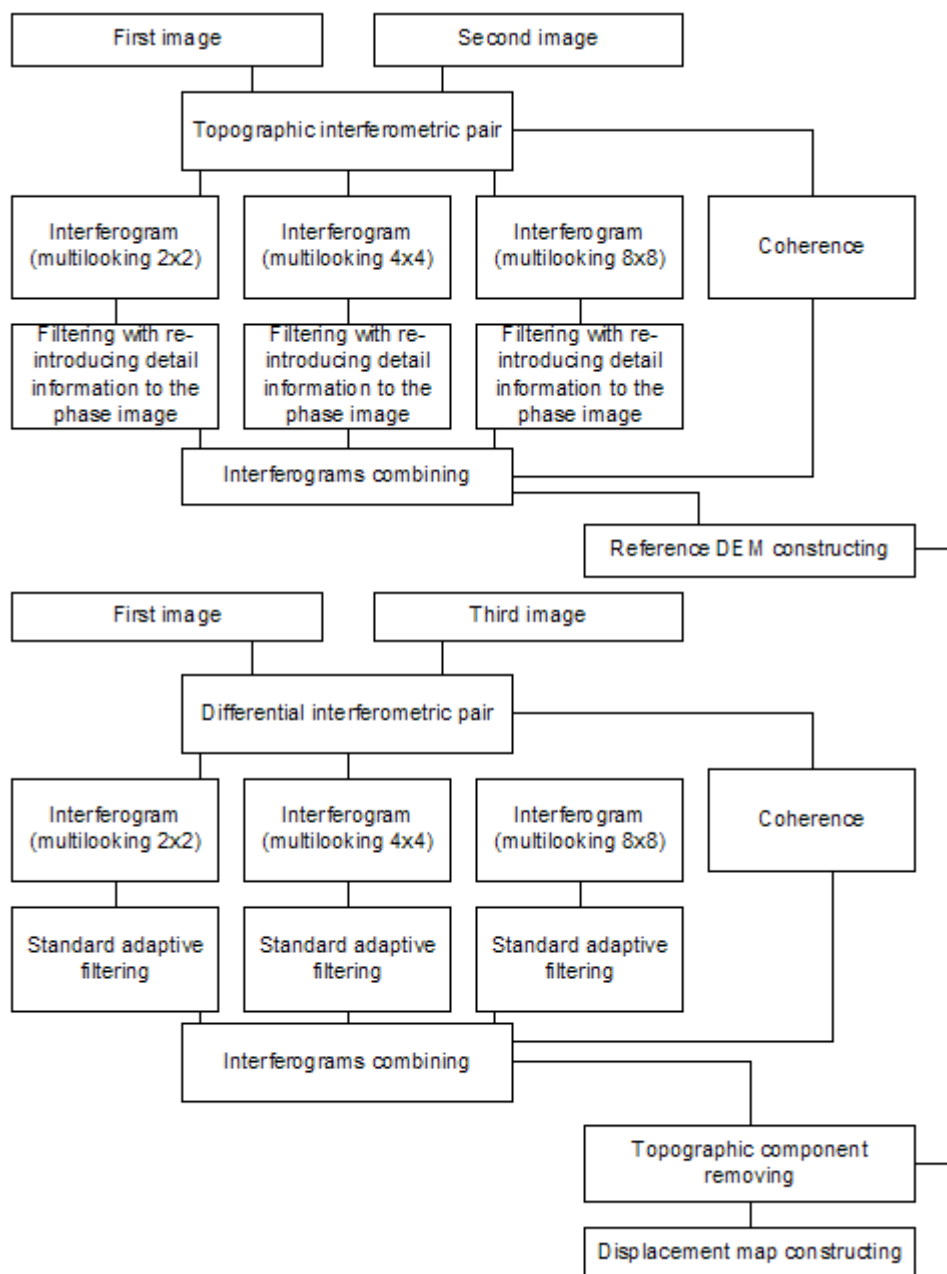 First image
Second image
Topographic interferometric pair
Interferogram
(multilooking 2x2)
Interferogram
(multilooking 4x4)
Interferogram
(multilooking 8x8)
Coherence
Filtering with re-
introducing detail
information to the
phase image
Filtering with re-
introducing detail
information to the
phase image
Filtering with re-
introducing detail
information to the
phase image
Interferograms combining
Reference DEM constructing
First image
Third image
Differential interferometric pair
Interferogram
(multilooking 2x2)
Interferogram
(multilooking 4x4)
Interferogram
(multilooking 8x8)
Coherence
Standard adaptive
filtering
Standard adaptive
filtering
Standard adaptive
filtering
Interferograms combining
Topographic component
removing
Displacement map constructing